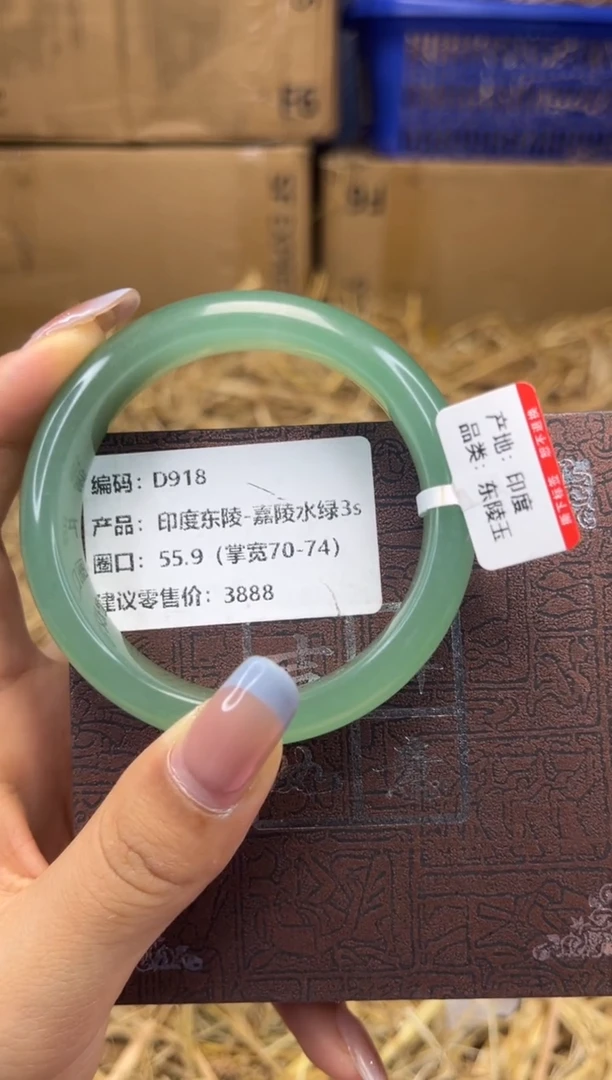 编码：D918
产品：印度东陵-嘉陵水绿3s
圈口：55.9（掌宽70-74）
建议零售价：3888
产地：印度
品类：东陵玉